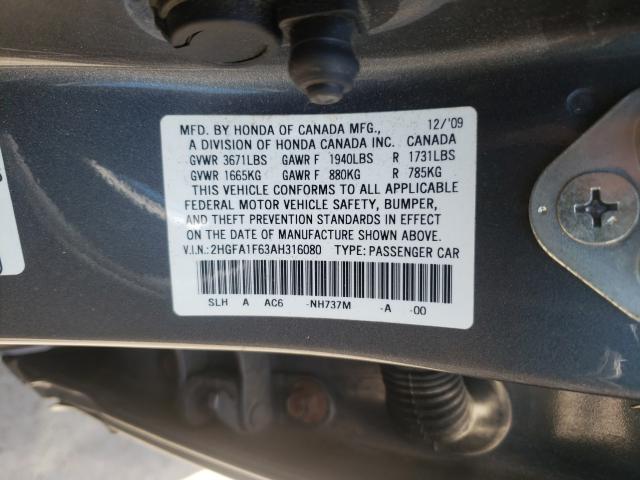 MFD. BY HONDA OF CANADA MFG., 12/'09
A DIVISION OF HONDA CANADA INC. CANADA
GVWR 3671LBS GAWR F 1940LBS R 1731LBS
GVWR 1665KG GAWR F 880KG R 785KG
THIS VEHICLE CONFORMS TO ALL APPLICABLE
FEDERAL MOTOR VEHICLE SAFETY, BUMPER,
AND THEFT PREVENTION STANDARDS IN EFFECT
ON THE DATE OF MANUFACTURE SHOWN ABOVE.
V.I.N.: 2HGFA1F63AH316080 TYPE: PASSENGER CAR
SLH A AC6 -NH737M -A -00